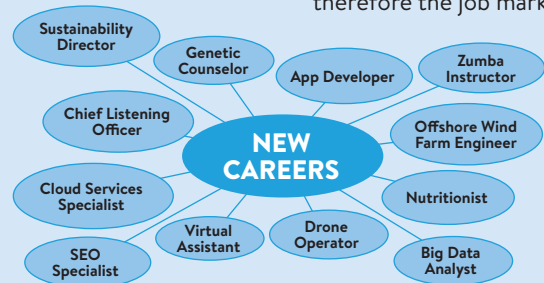 therefore the job mark
Sustainability
Director
Genetic
Counselor
App Developer
Zumba
Instructor
Chief Listening
Officer
NEW
CAREERS
Offshore Wind
Farm Engineer
Cloud Services
Specialist
Nutritionist
SEO
Specialist
Virtual
Assistant
Drone
Operator
Big Data
Analyst